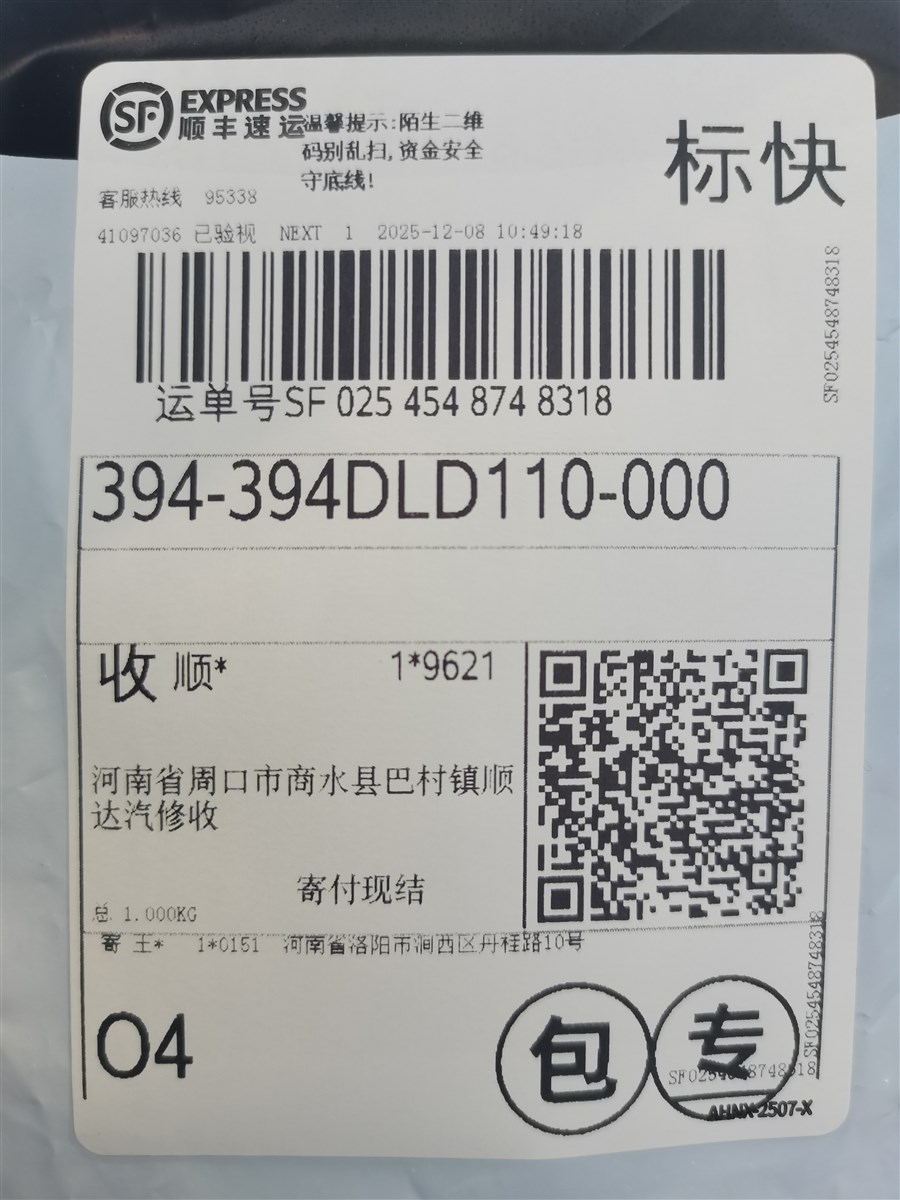 SF EXPRESS
顺丰速运
温馨提示:陌生二维
码别乱扫,资金安全
守底线!
标快
客服热线 95338
41097036 已验视 NEXT 1 2025-12-08 10:49:18
SF0254548748318
运单号SF 025 454 874 8318
394-394DLD110-000
收 顺* 1*9621
河南省周口市商水县巴村镇顺
达汽修收
寄付现结
总 1.000KG
寄 王* 1*0151 河南省洛阳市涧西区丹桂路10号
SF0254548748318
04
包
专
AHNX-2507-X